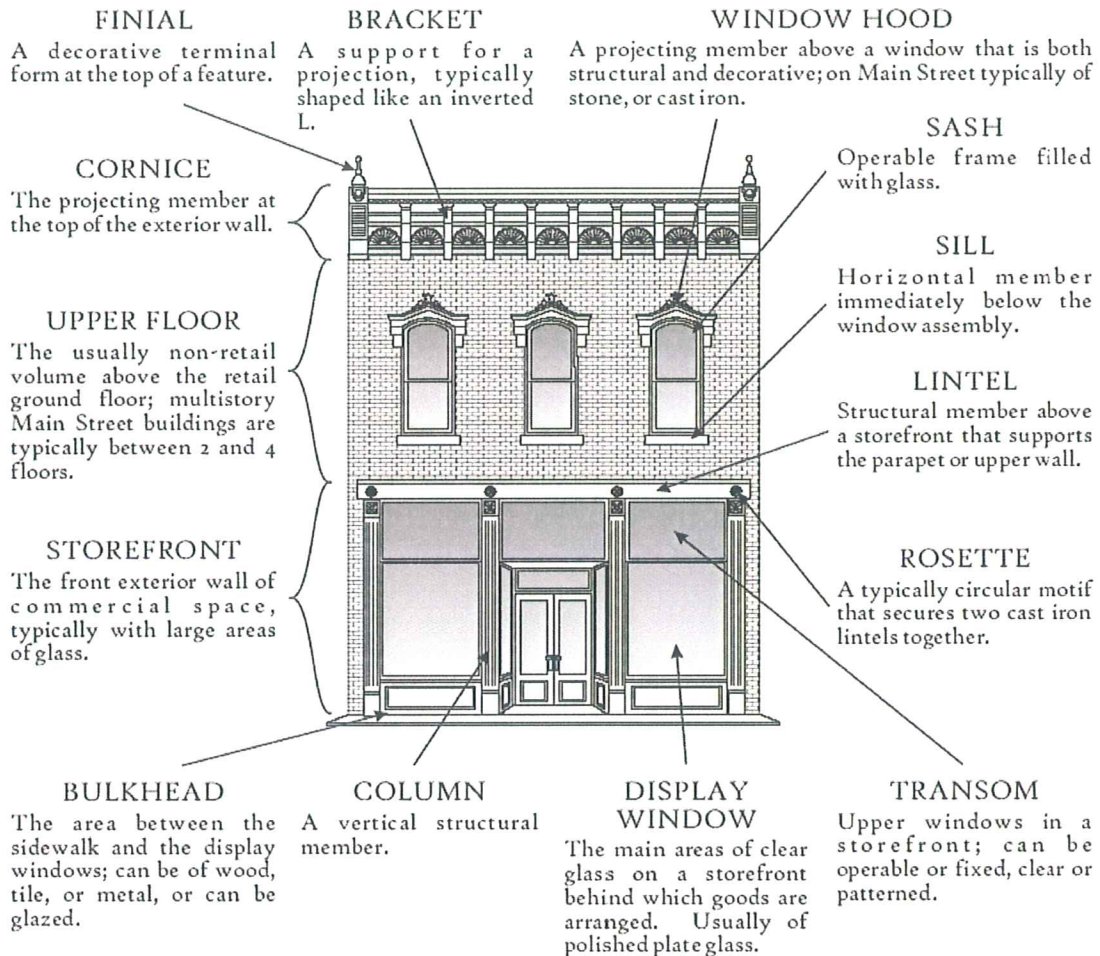 FINIAL
A decorative terminal
form at the top of a feature.
BRACKET
A support for a
projection, typically
shaped like an inverted
L.
WINDOW HOOD
A projecting member above a window that is both
structural and decorative; on Main Street typically of
stone, or cast iron.
SASH
Operable frame filled
with glass.
CORNICE
The projecting member at
the top of the exterior wall.
SILL
Horizontal member
immediately below the
window assembly.
UPPER FLOOR
The usually non-retail
volume above the retail
ground floor; multistory
Main Street buildings are
typically between 2 and 4
floors.
LINTEL
Structural member above
a storefront that supports
the parapet or upper wall.
STOREFRONT
The front exterior wall of
commercial space,
typically with large areas
of glass.
ROSETTE
A typically circular motif
that secures two cast iron
lintels together.
BULKHEAD
The area between the
sidewalk and the display
windows; can be of wood,
tile, or metal, or can be
glazed.
COLUMN
A vertical structural
member.
DISPLAY
WINDOW
The main areas of clear
glass on a storefront
behind which goods are
arranged. Usually of
polished plate glass.
TRANSOM
Upper windows in a
storefront; can be
operable or fixed, clear or
patterned.